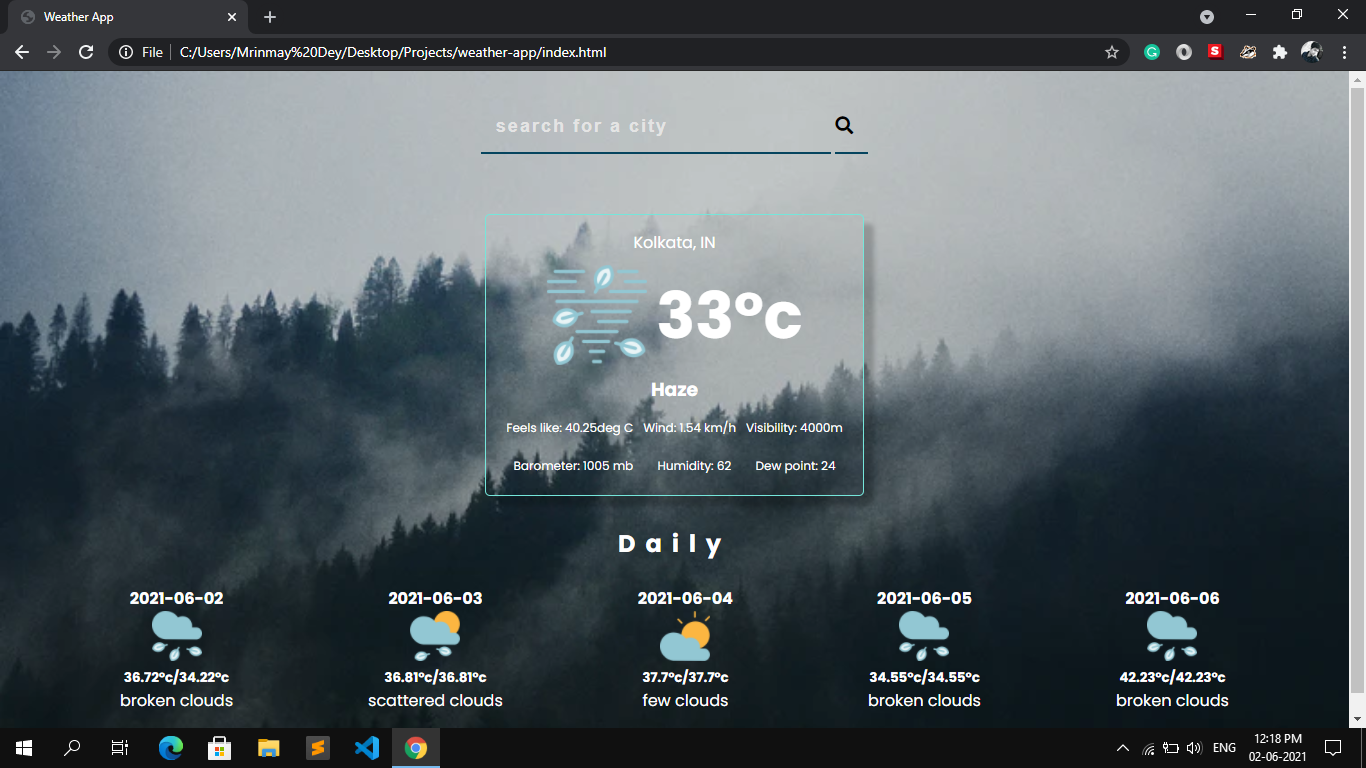 Weather App
File C:/Users/Mrinmay%20Dey/Desktop/Projects/weather-app/index.html
search for a city
Kolkata, IN
33°c
Haze
Feels like: 40.25deg C Wind: 1.54 km/h Visibility: 4000m
Barometer: 1005 mb Humidity: 62 Dew point: 24
Daily
2021-06-02 2021-06-03 2021-06-04 2021-06-05 2021-06-06
36.72°c/34.22°c 36.81°c/36.81°c 37.7°c/37.7°c 34.55°c/34.55°c 42.23°c/42.23°c
broken clouds scattered clouds few clouds broken clouds broken clouds
ENG 12:18 PM
02-06-2021